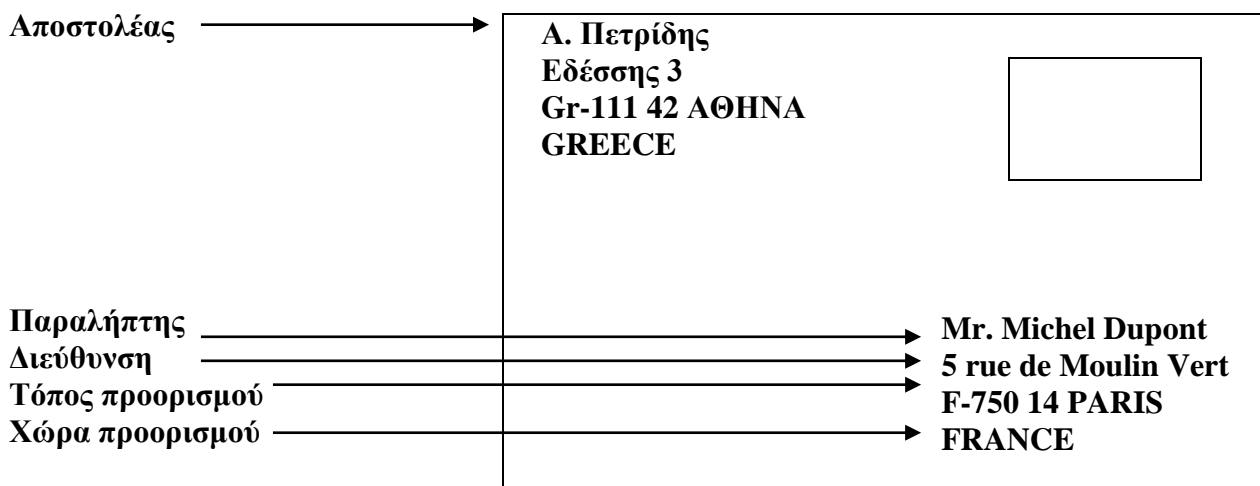 Αποστολέας
Α. Πετρίδης
Εδέσσης 3
Gr-111 42 ΑΘΗΝΑ
GREECE
Παραλήπτης
Διεύθυνση
Τόπος προορισμού
Χώρα προορισμού
Mr. Michel Dupont
5 rue de Moulin Vert
F-750 14 PARIS
FRANCE